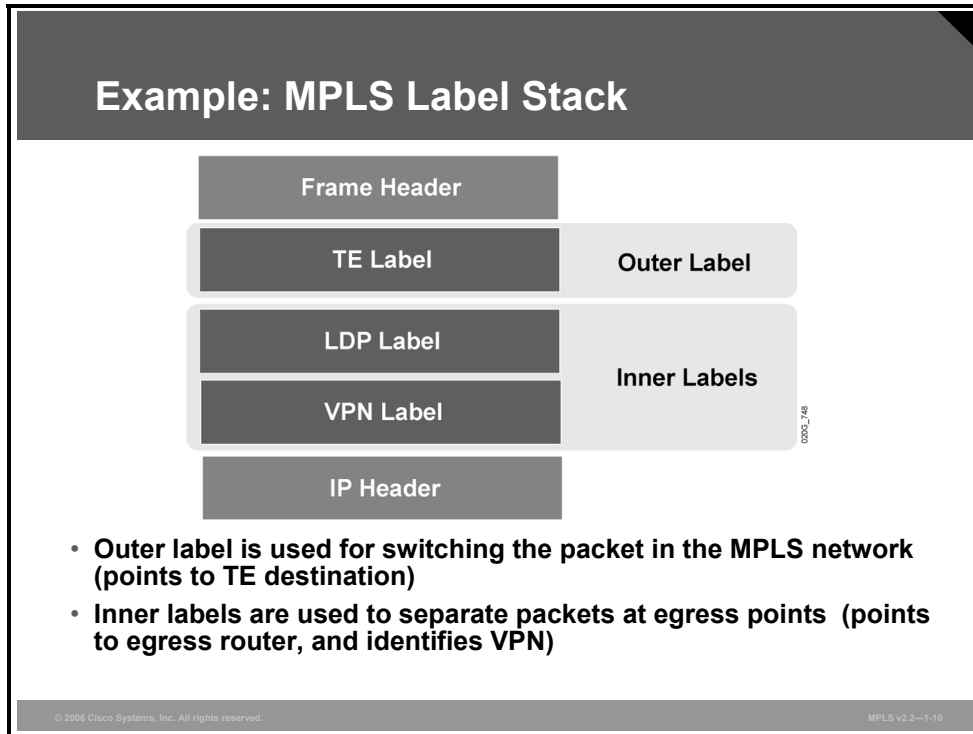 Example: MPLS Label Stack
Frame Header
TE Label
Outer Label
LDP Label
Inner Labels
VPN Label
020G_748
IP Header
• Outer label is used for switching the packet in the MPLS network
(points to TE destination)
• Inner labels are used to separate packets at egress points (points
to egress router, and identifies VPN)
© 2006 Cisco Systems, Inc. All rights reserved.
MPLS v2.2—1-10